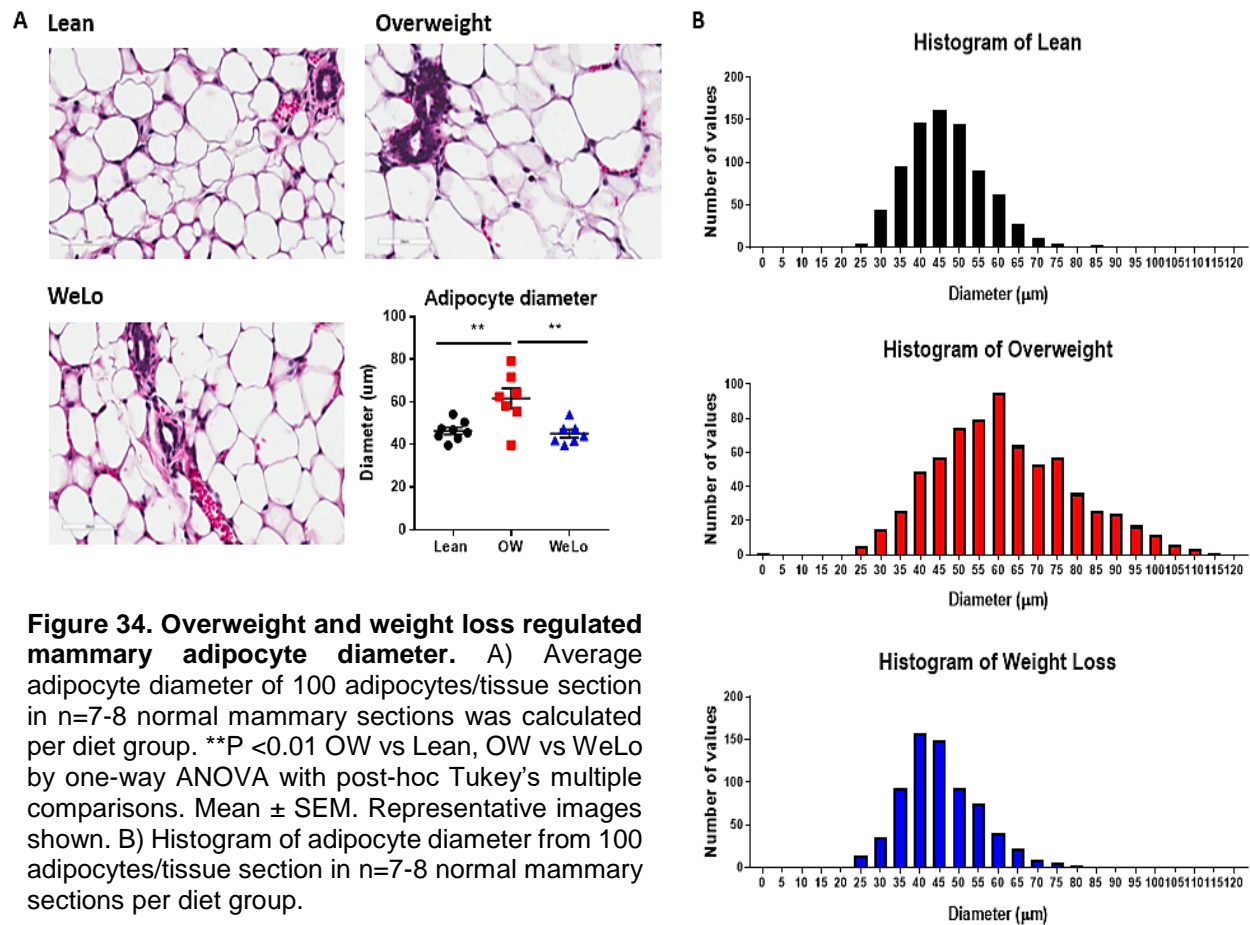 A
Lean
Overweight
WeLo
Adipocyte diameter
**
**
100
80
60
40
20
0
Diameter (um)
Lean OW WeLo
Figure 34. Overweight and weight loss regulated
mammary adipocyte diameter. A) Average
adipocyte diameter of 100 adipocytes/tissue section
in n=7-8 normal mammary sections was calculated
per diet group. **P <0.01 OW vs Lean, OW vs WeLo
by one-way ANOVA with post-hoc Tukey's multiple
comparisons. Mean ± SEM. Representative images
shown. B) Histogram of adipocyte diameter from 100
adipocytes/tissue section in n=7-8 normal mammary
sections per diet group.
B
Histogram of Lean
200
150
100
50
0
Number of values
0 5 10 15 20 25 30 35 40 45 50 55 60 65 70 75 80 85 90 95 100105110115120
Diameter (μm)
Histogram of Overweight
100
80
60
40
20
0
Number of values
0 5 10 15 20 25 30 35 40 45 50 55 60 65 70 75 80 85 90 95 100105110115120
Diameter (μm)
Histogram of Weight Loss
200
150
100
50
0
Number of values
0 5 10 15 20 25 30 35 40 45 50 55 60 65 70 75 80 85 90 95 100105110115120
Diameter (μm)